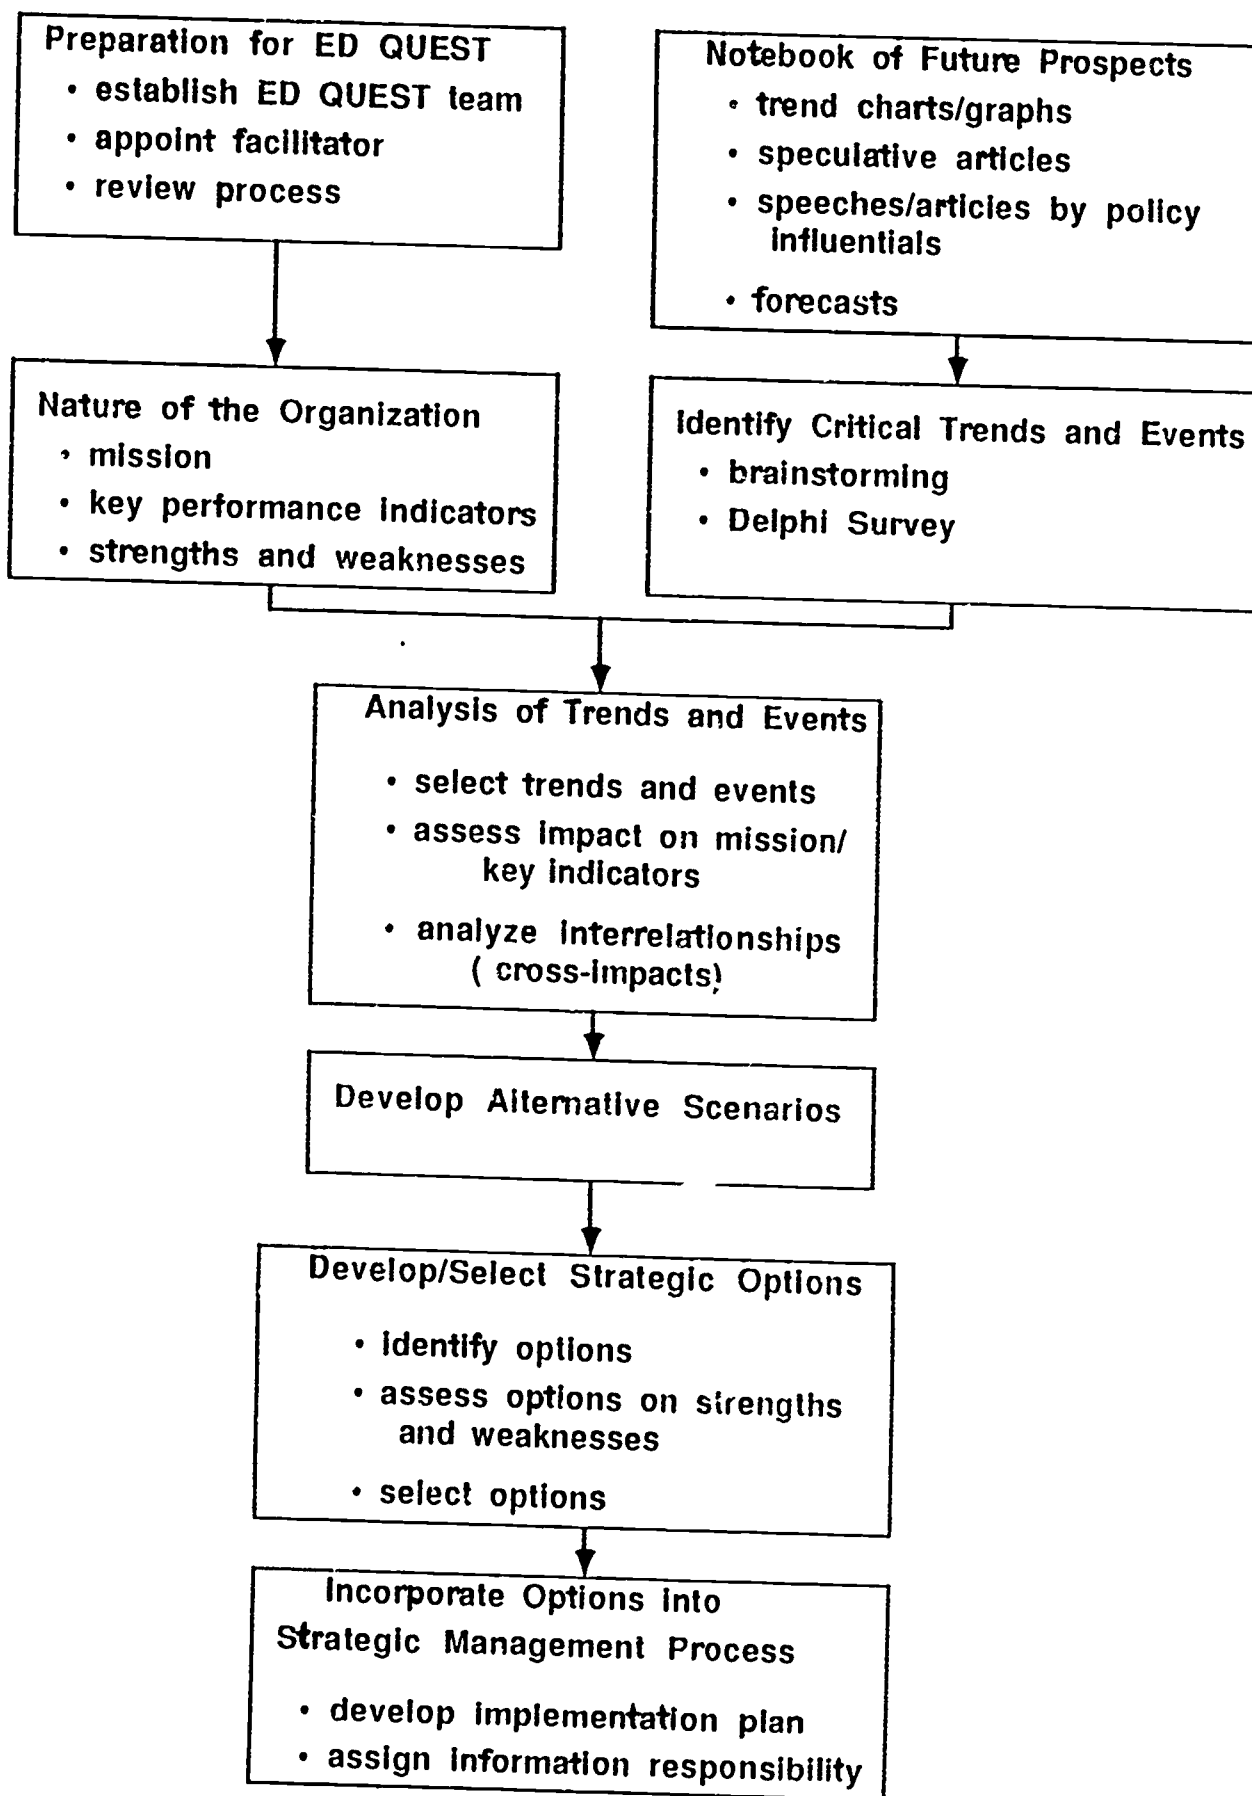 Preparation for ED QUEST
• establish ED QUEST team
• appoint facilitator
• review process
Notebook of Future Prospects
• trend charts/graphs
• speculative articles
• speeches/articles by policy
influentials
• forecasts
Nature of the Organization
• mission
• key performance indicators
• strengths and weaknesses
Identify Critical Trends and Events
• brainstorming
• Delphi Survey
Analysis of Trends and Events
• select trends and events
• assess impact on mission/
key indicators
• analyze interrelationships
( cross-impacts)
Develop Alternative Scenarios
Develop/Select Strategic Options
• identify options
• assess options on strengths
and weaknesses
• select options
Incorporate Options into
Strategic Management Process
• develop implementation plan
• assign information responsibility